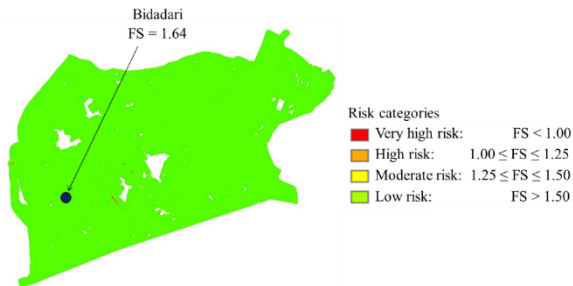 Bidadari
FS = 1.64
Risk categories
Very high risk: FS < 1.00
High risk: 1.00 ≤ FS ≤ 1.25
Moderate risk: 1.25 ≤ FS ≤ 1.50
Low risk: FS > 1.50